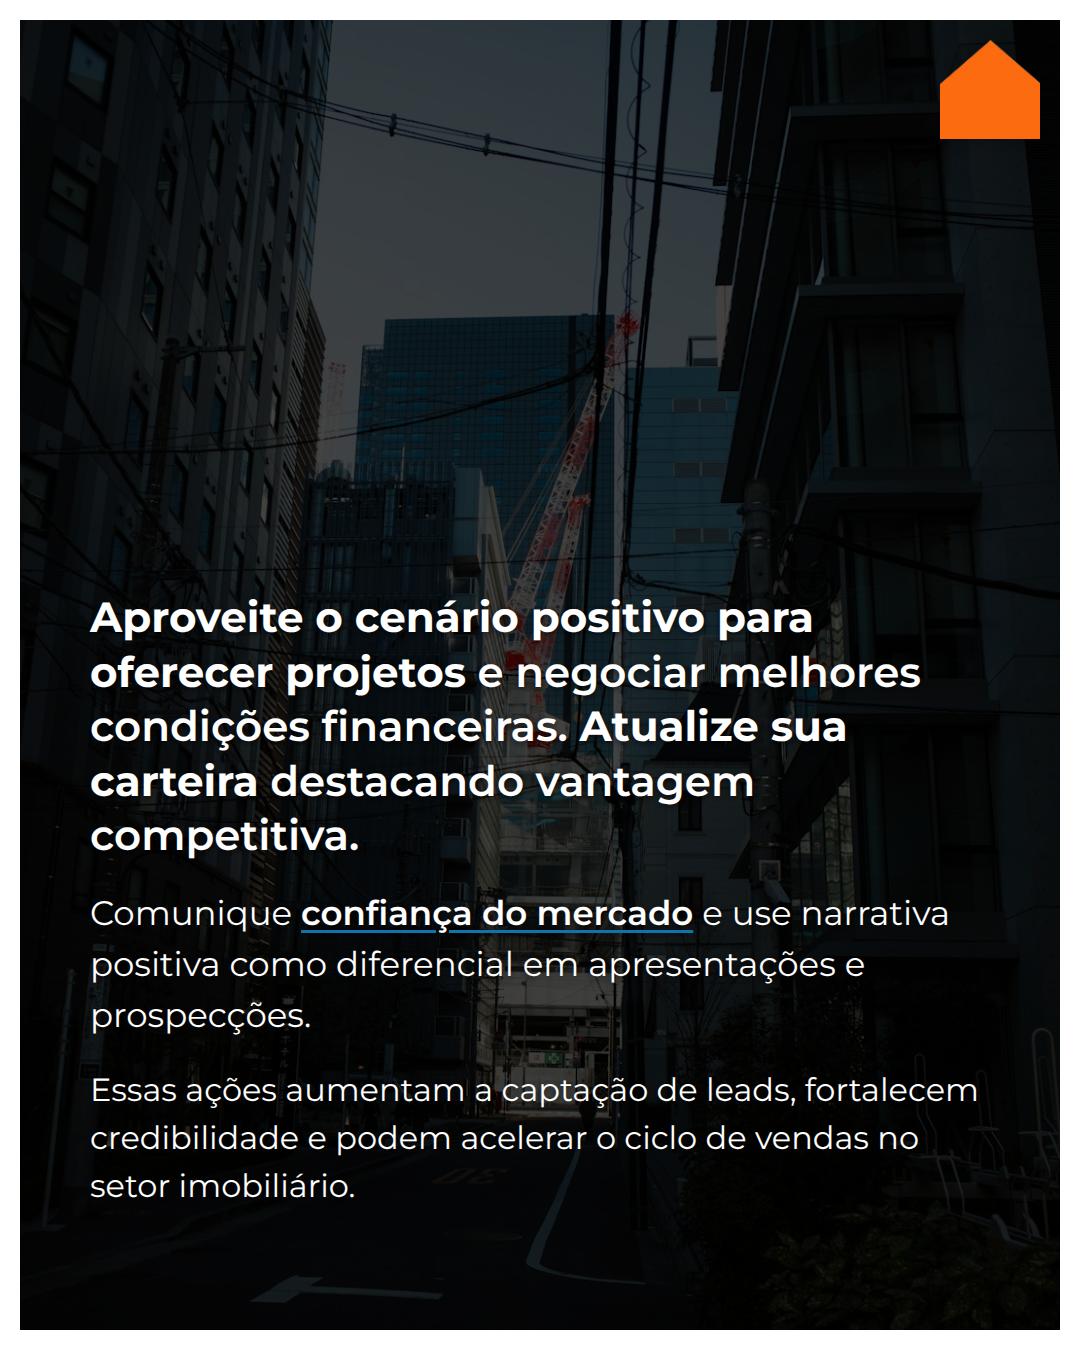 Aproveite o cenário positivo para
oferecer projetos e negociar melhores
condições financeiras. Atualize sua
carteira destacando vantagem
competitiva.
Comunique confiança do mercado e use narrativa
positiva como diferencial em apresentações e
prospecções.
Essas ações aumentam a captação de leads, fortalecem
credibilidade e podem acelerar o ciclo de vendas no
setor imobiliário.